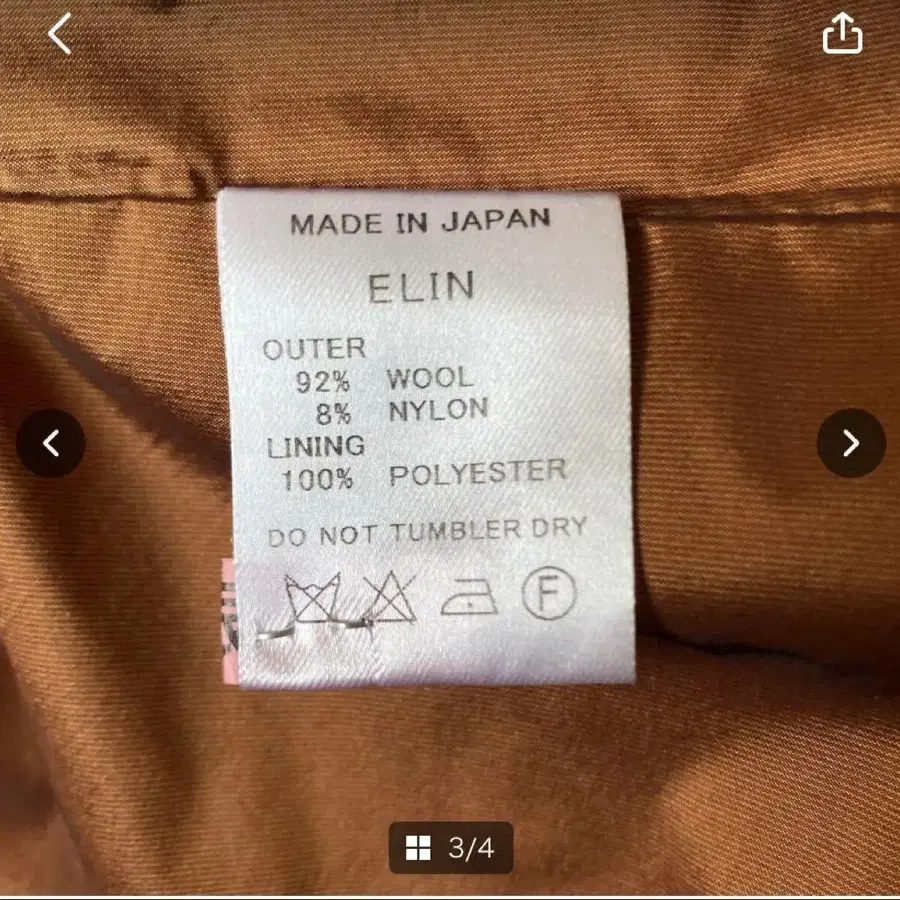 MADE IN JAPAN
ELIN
OUTER
92% WOOL
8% NYLON
LINING
100% POLYESTER
DO NOT TUMBLER DRY
F
3/4